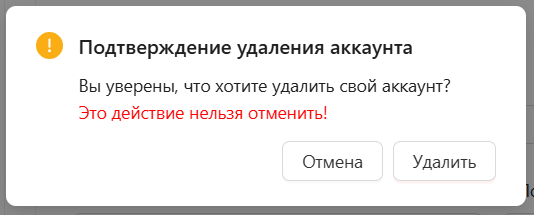 Подтверждение удаления аккаунта
Вы уверены, что хотите удалить свой аккаунт?
Это действие нельзя отменить!
Отмена
Удалить